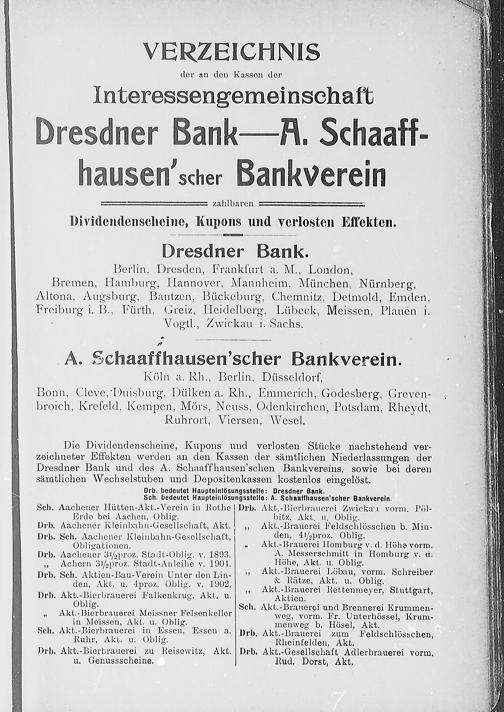 VERZEICHNIS
der an den Kassen der
Interessengemeinschaft
Dresdner Bank—A. Schaaff-
hausen'scher Bankverein
zahlbaren
Dividendenscheine, Kupons und verlosten Effekten.
Dresdner Bank.
Berlin, Dresden, Frankfurt a. M., London,
Bremen, Hamburg, Hannover, Mannheim, München, Nürnberg,
Altona, Augsburg, Bautzen, Bückeburg, Chemnitz, Detmold, Emden,
Freiburg i. B., Fürth, Greiz, Heidelberg, Lübeck, Meissen, Plauen i.
Vogtl., Zwickau i. Sachs.
A. Schaaffhausen'scher Bankverein.
Köln a. Rh., Berlin, Düsseldorf,
Bonn, Cleve, Duisburg, Dülken a. Rh., Emmerich, Godesberg, Greven-
broich, Krefeld, Kempen, Mörs, Neuss, Odenkirchen, Potsdam, Rheydt,
Ruhrort, Viersen, Wesel.
Die Dividendenscheine, Kupons und verlosten Stücke nachstehend ver-
zeichneter Effekten werden an den Kassen der sämtlichen Niederlassungen der
Dresdner Bank und des A. Schaaffhausen'schen Bankvereins, sowie bei deren
sämtlichen Wechselstuben und Depositenkassen kostenlos eingelöst.
Drb. bedeutet Haupteinlösungsstelle: Dresdner Bank.
Sch. bedeutet Haupteinlösungsstelle: A. Schaaffhausen'scher Bankverein.
Sch. Aachener Hütten-Akt.-Verein in Rothe
Erde bei Aachen, Oblig.
Drb. Aachener Kleinbahn-Gesellschaft, Akt.
Drb. Sch. Aachener Kleinbahn-Gesellschaft,
Obligationen.
Drb. Aachener 3½proz. Stadt-Oblig. v. 1893.
„ Achern 3½proz. Stadt-Anleihe v. 1904.
Drb. Sch. Aktien-Bau-Verein Unter den Lin-
den, Akt. u. 4proz. Oblig. v. 1902.
Drb. Akt.-Bierbrauerei Falkenkrug, Akt. u.
Oblig.
„ Akt.-Bierbrauerei Meissner Felsenkeller
in Meissen, Akt. u. Oblig.
Sch. Akt.-Bierbrauerei in Essen, Essen a.
Ruhr, Akt. u. Oblig.
Drb. Akt.-Bierbrauerei zu Reisewitz, Akt.
u. Genussscheine.
Drb. Akt.-Bierbrauerei Zwickau vorm. Pöl-
bitz, Akt. u. Oblig.
„ Akt.-Brauerei Feldschlösschen b. Min-
den, 4½proz. Oblig.
„ Akt.-Brauerei Homburg v. d. Höhe vorm.
A. Messerschmitt in Homburg v. d.
Höhe, Akt. u. Oblig.
„ Akt.-Brauerei Löbau, vorm. Schreiber
& Rätze, Akt. u. Oblig.
„ Akt.-Brauerei Rettenmeyer, Stuttgart,
Aktien.
Sch. Akt.-Brauerei und Brennerei Krummen-
weg, vorm. Fr. Unterhössel, Krum-
menweg b. Hösel, Akt.
Drb. Akt.-Brauerei zum Feldschlösschen,
Rheinfelden, Akt.
Drb. Akt.-Gesellschaft Adlerbrauerei vorm.
Rud. Dorst, Akt.